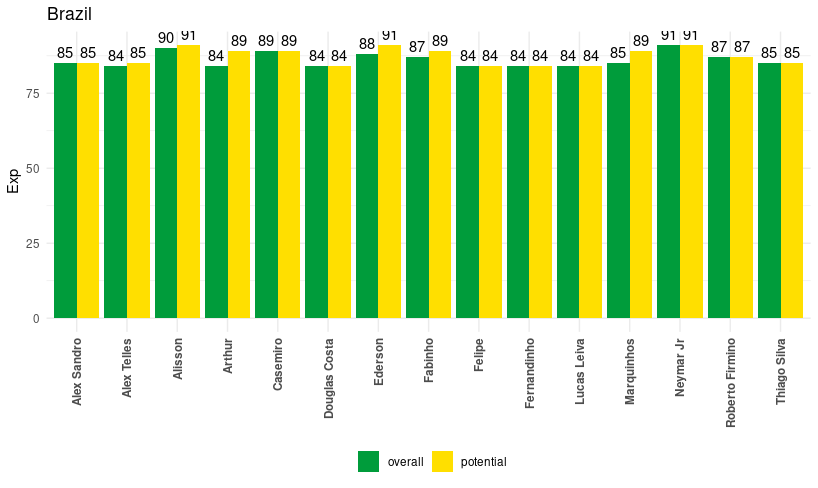 Brazil
85 85 84 85 90 91 84 89 89 89 84 84 88 91 87 89 84 84 84 84 84 84 85 89 91 91 87 87 85 85
Exp
75
50
25
0
Alex Sandro
Alex Telles
Alisson
Arthur
Casemiro
Douglas Costa
Ederson
Fabinho
Felipe
Fernandinho
Lucas Leiva
Marquinhos
Neymar Jr
Roberto Firmino
Thiago Silva
overall potential